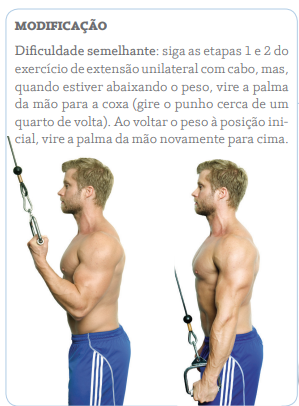 MODIFICAÇÃO
Dificuldade semelhante: siga as etapas 1 e 2 do
exercício de extensão unilateral com cabo, mas,
quando estiver abaixando o peso, vire a palma
da mão para a coxa (gire o punho cerca de um
quarto de volta). Ao voltar o peso à posição ini-
cial, vire a palma da mão novamente para cima.